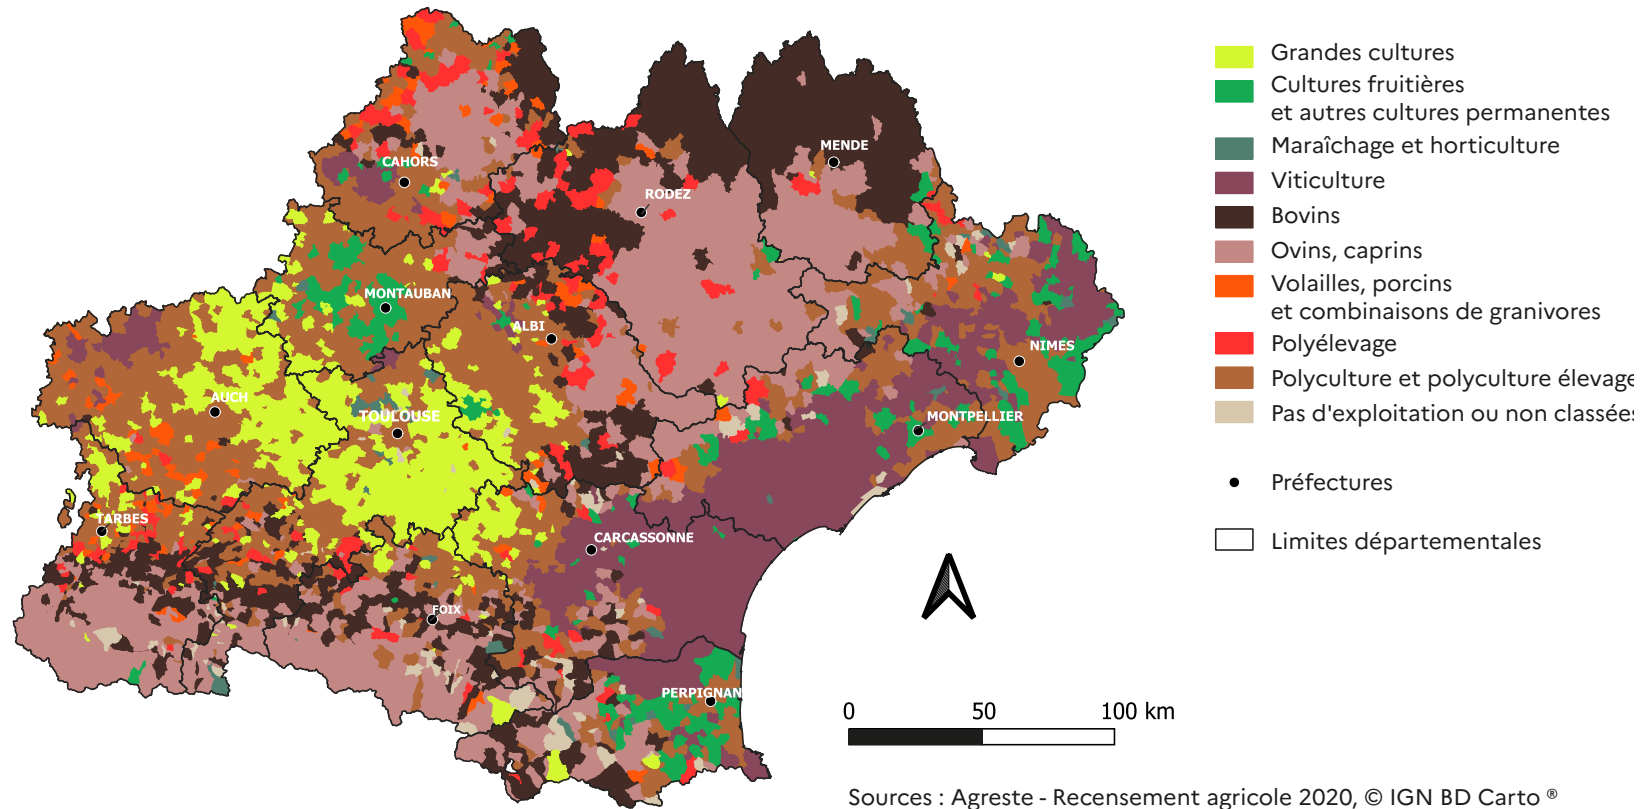 Grandes cultures
Cultures fruitières
et autres cultures permanentes
Maraîchage et horticulture
Viticulture
Bovins
Ovins, caprins
Volailles, porcins
et combinaisons de granivores
Polyélevage
Polyculture et polyculture élevage
Pas d'exploitation ou non classées
Préfectures
Limites départementales
CAHORS
MENDE
RODEZ
MONTAUBAN
ALBI
NIMES
AUCH
TOULOUSE
MONTPELLIER
TARBES
CARCASSONNE
FOIX
PERPIGNAN
0 50 100 km
Sources : Agreste - Recensement agricole 2020, © IGN BD Carto ®